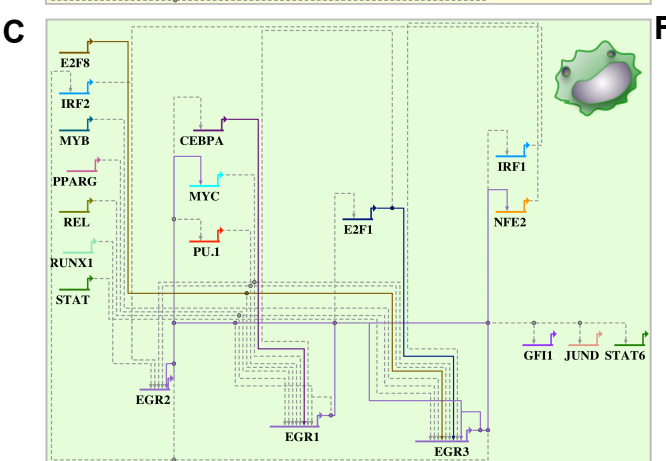 C
F
E2F8
IRF2
MYB
CEBPA
IRF1
PPARG
MYC
REL
E2F1
NFE2
PU.1
RUNX1
STAT
GFI1
JUND
STAT6
EGR2
EGR1
EGR3